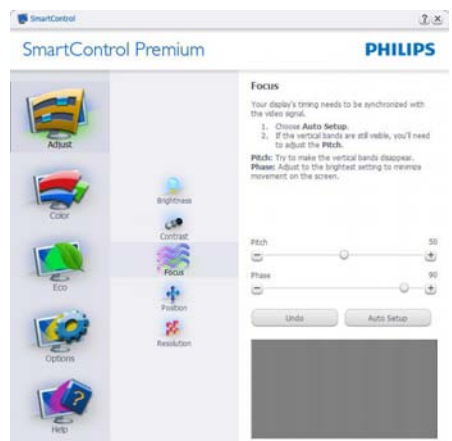 SmartControl
SmartControl Premium
PHILIPS
Adjust
Color
Eco
Options
Help
Brightness
Contrast
Focus
Position
Resolution
Focus
Your display's timing needs to be synchronized with
the video signal.
1. Choose Auto Setup.
2. If the vertical bands are still visible, you'll need
to adjust the Pitch.
Pitch: Try to make the vertical bands disappear.
Phase: Adjust to the brightest setting to minimize
movement on the screen.
Pitch 50
Phase 90
Undo Auto Setup